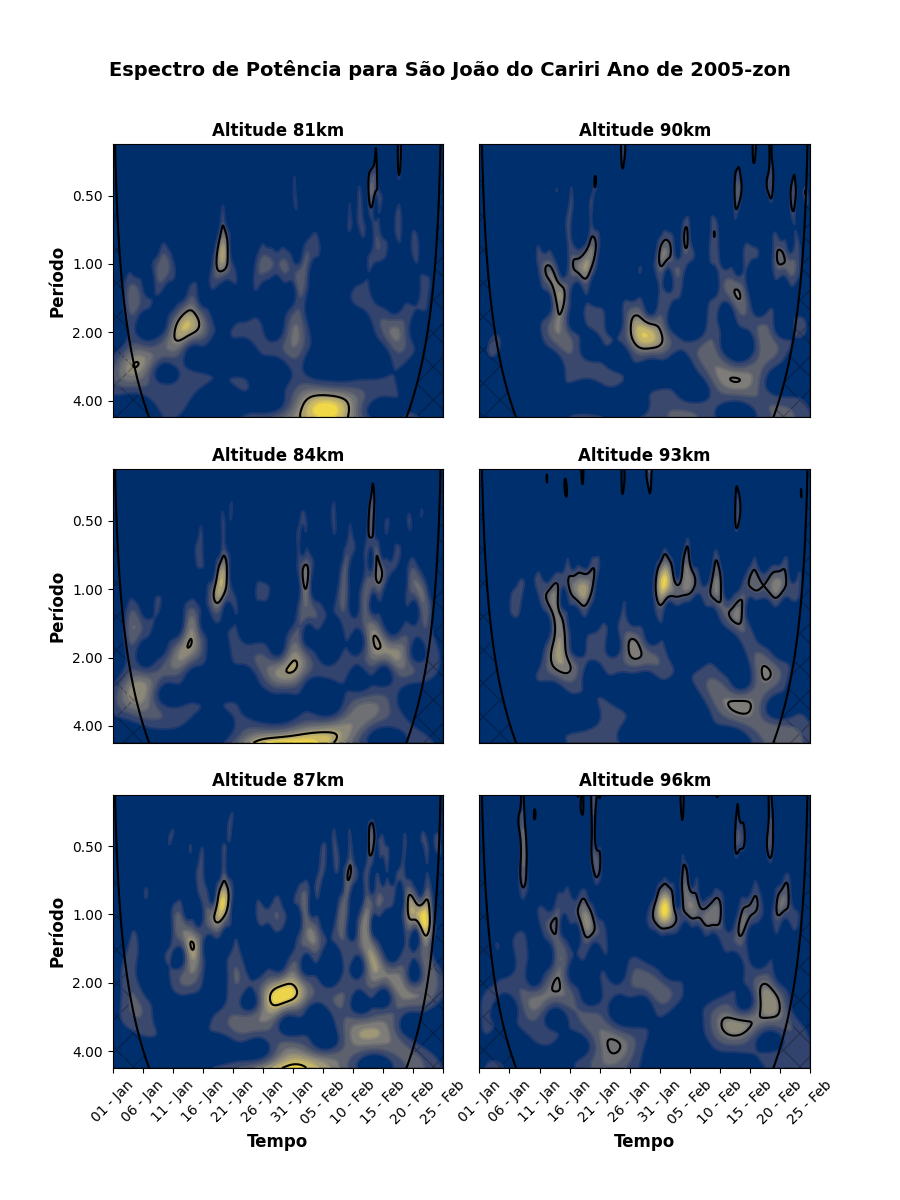 Espectro de Potência para São João do Cariri Ano de 2005-zon
Altitude 81km
Altitude 90km
Período
0.50
1.00
2.00
4.00
Altitude 84km
Altitude 93km
Período
0.50
1.00
2.00
4.00
Altitude 87km
Altitude 96km
Período
0.50
1.00
2.00
4.00
01 - Jan 06 - Jan 11 - Jan 16 - Jan 21 - Jan 26 - Jan 31 - Jan 05 - Feb 10 - Feb 15 - Feb 20 - Feb 25 - Feb
01 - Jan 06 - Jan 11 - Jan 16 - Jan 21 - Jan 26 - Jan 31 - Jan 05 - Feb 10 - Feb 15 - Feb 20 - Feb 25 - Feb
Tempo
Tempo